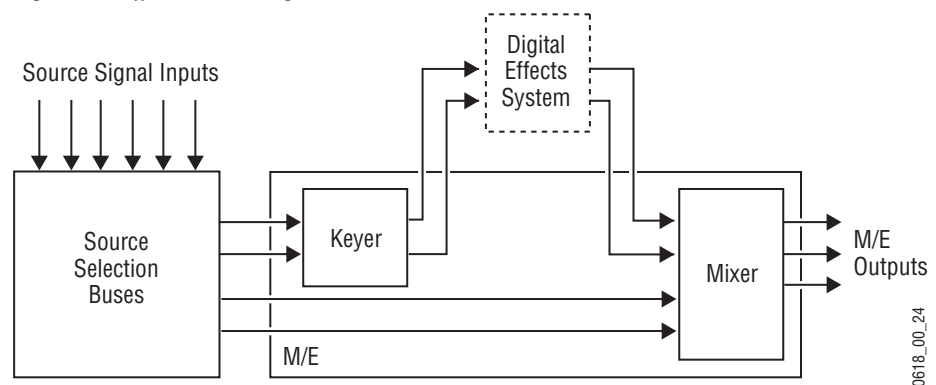 Digital
Effects
System
Source Signal Inputs
Source
Selection
Buses
Keyer
Mixer
M/E
Outputs
M/E
0618_00_24